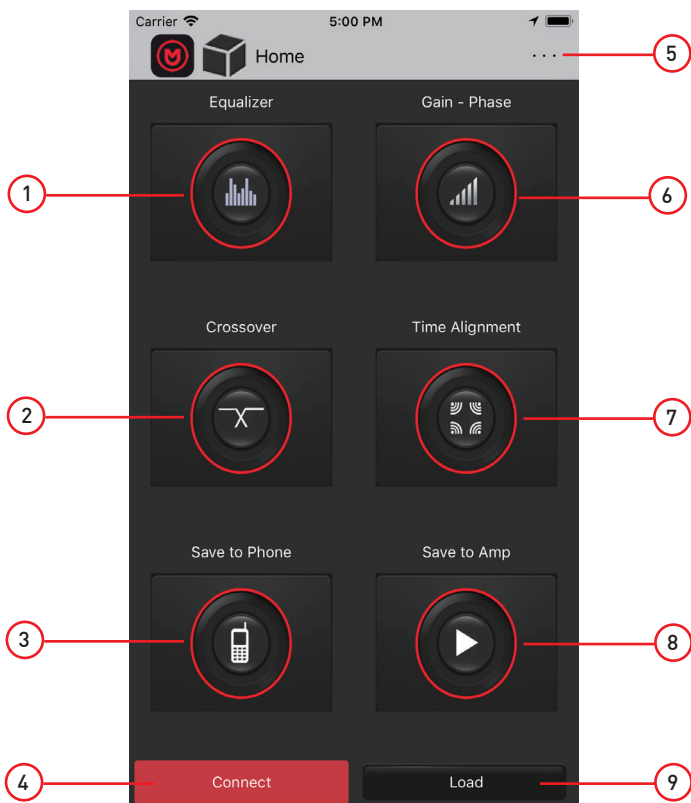 Carrier 5:00 PM
Home ... 5
Equalizer Gain - Phase
1 6
Crossover Time Alignment
2 7
Save to Phone Save to Amp
3 8
4 Connect Load 9